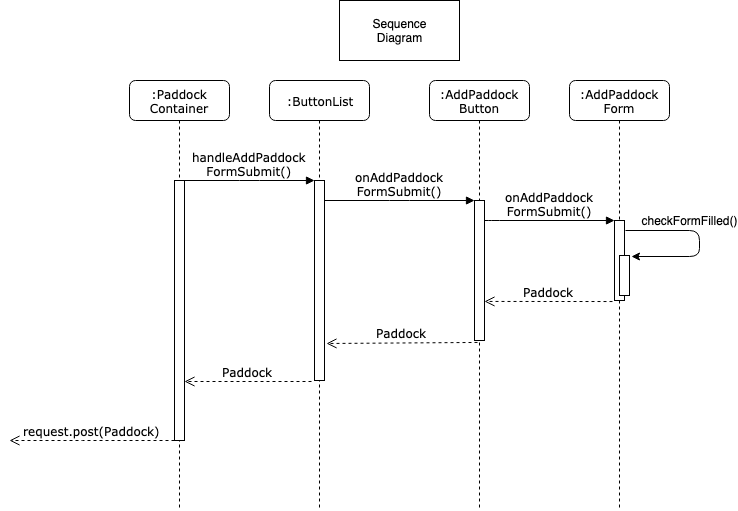 Sequence
Diagram
:Paddock
Container
:ButtonList
:AddPaddock
Button
:AddPaddock
Form
handleAddPaddock
FormSubmit()
onAddPaddock
FormSubmit()
onAddPaddock
FormSubmit()
checkFormFilled()
Paddock
Paddock
Paddock
request.post(Paddock)